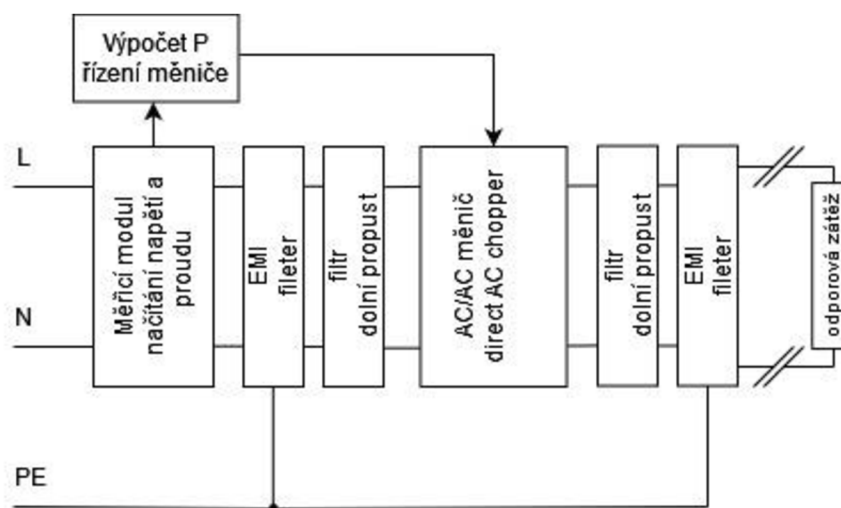 Výpočet P
řízení měniče
L
N
PE
Měřicí modul
načítání napětí a
proudu
EMI
fileter
filtr
dolní propust
AC/AC měnič
direct AC chopper
filtr
dolní propust
EMI
fileter
odporová zátěž